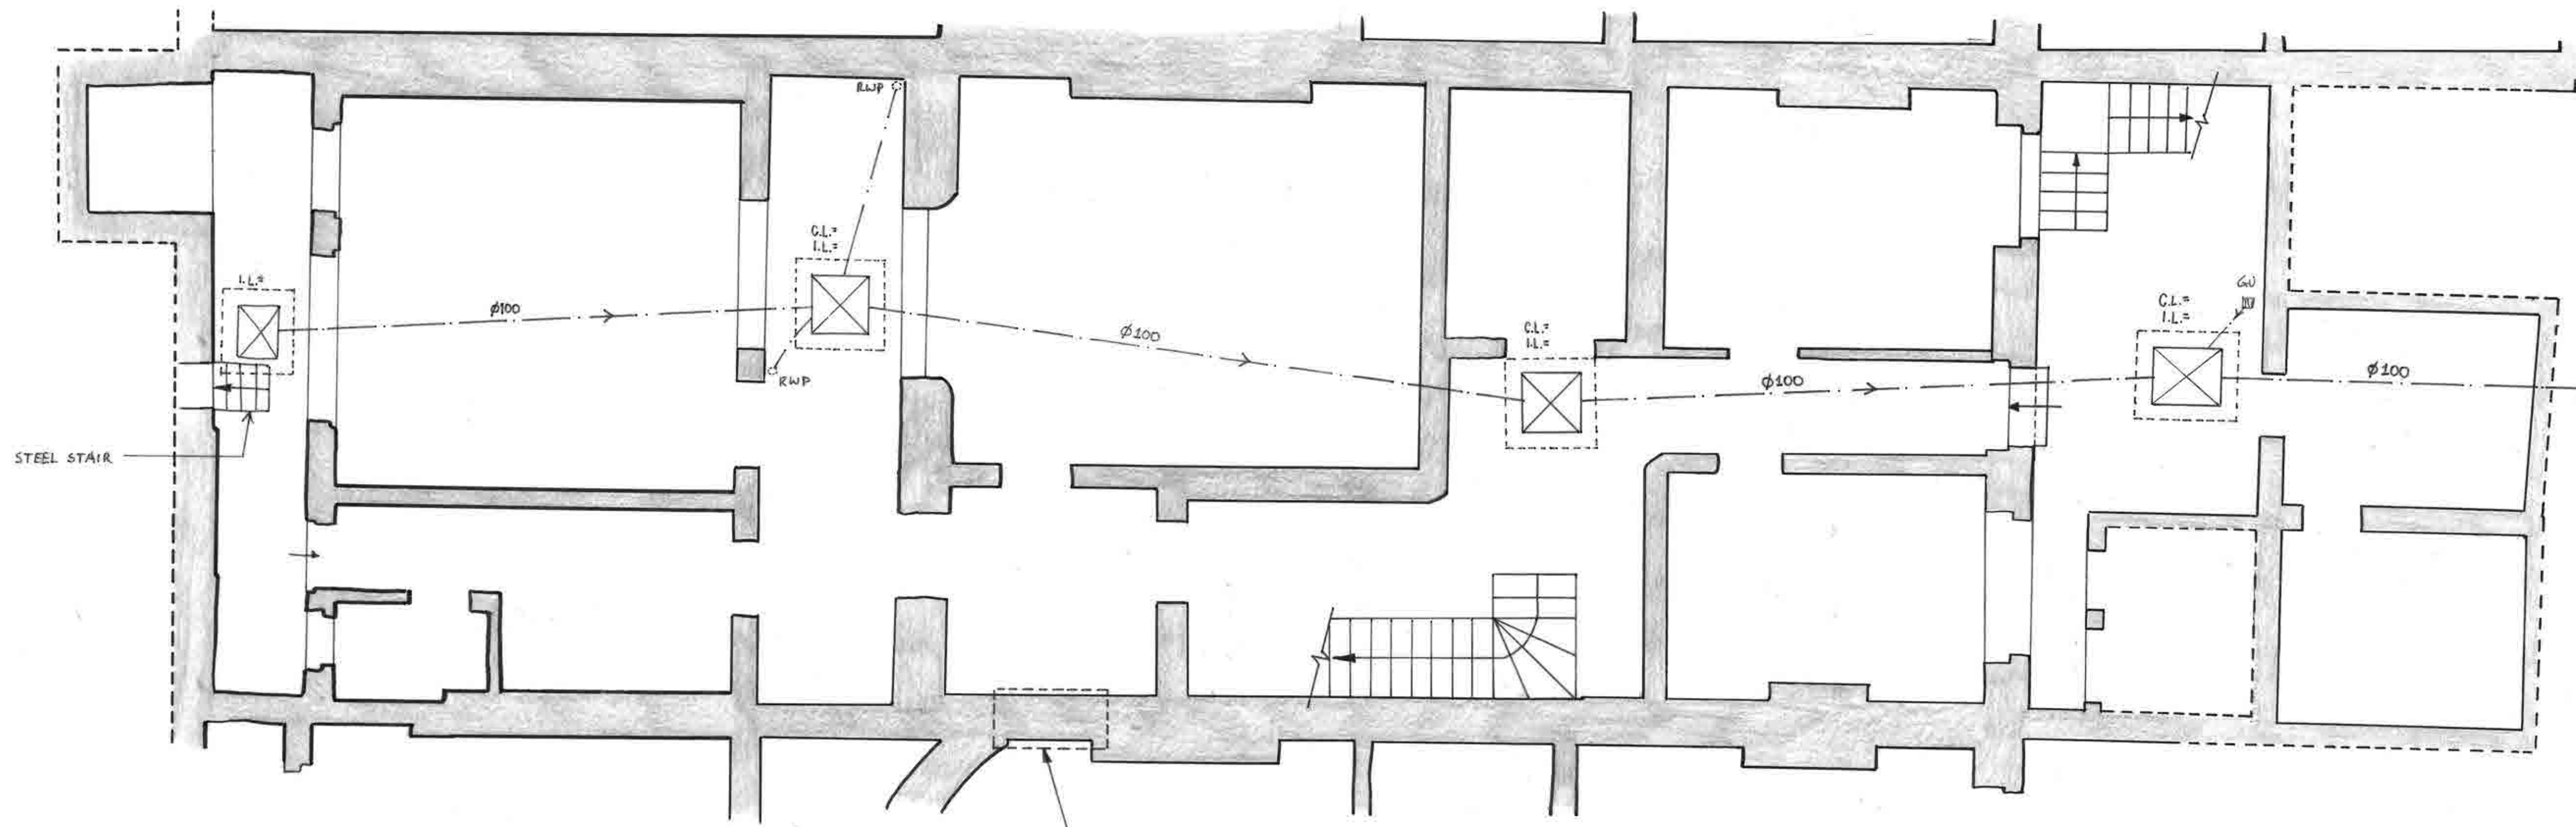 RWP
C.L.=
I.L.=
I.L.=
ø100
RWP
ø100
C.L.=
I.L.=
ø100
GU
C.L.=
I.L.=
ø100
STEEL STAIR